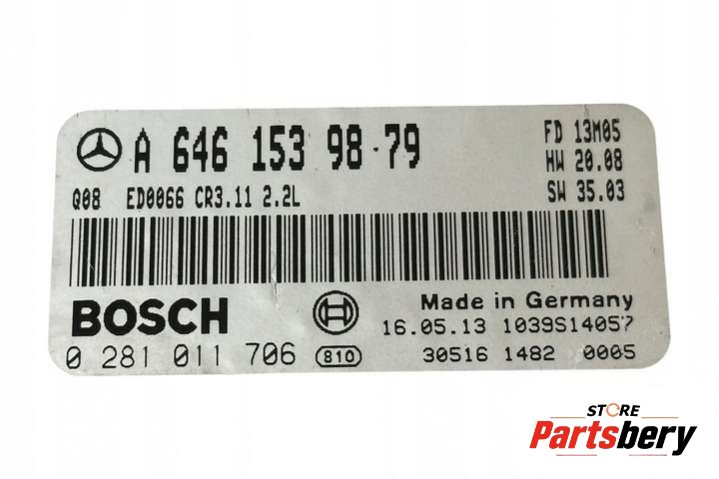 A 646 153 98-79
FD 13M05
HW 20.08
Q08 ED0066 CR3.11 2.2L
SW 35.03
BOSCH
Made in Germany
16.05.13 1039S14057
0 281 011 706 810
30516 1482 0005
STORE
Partsbery